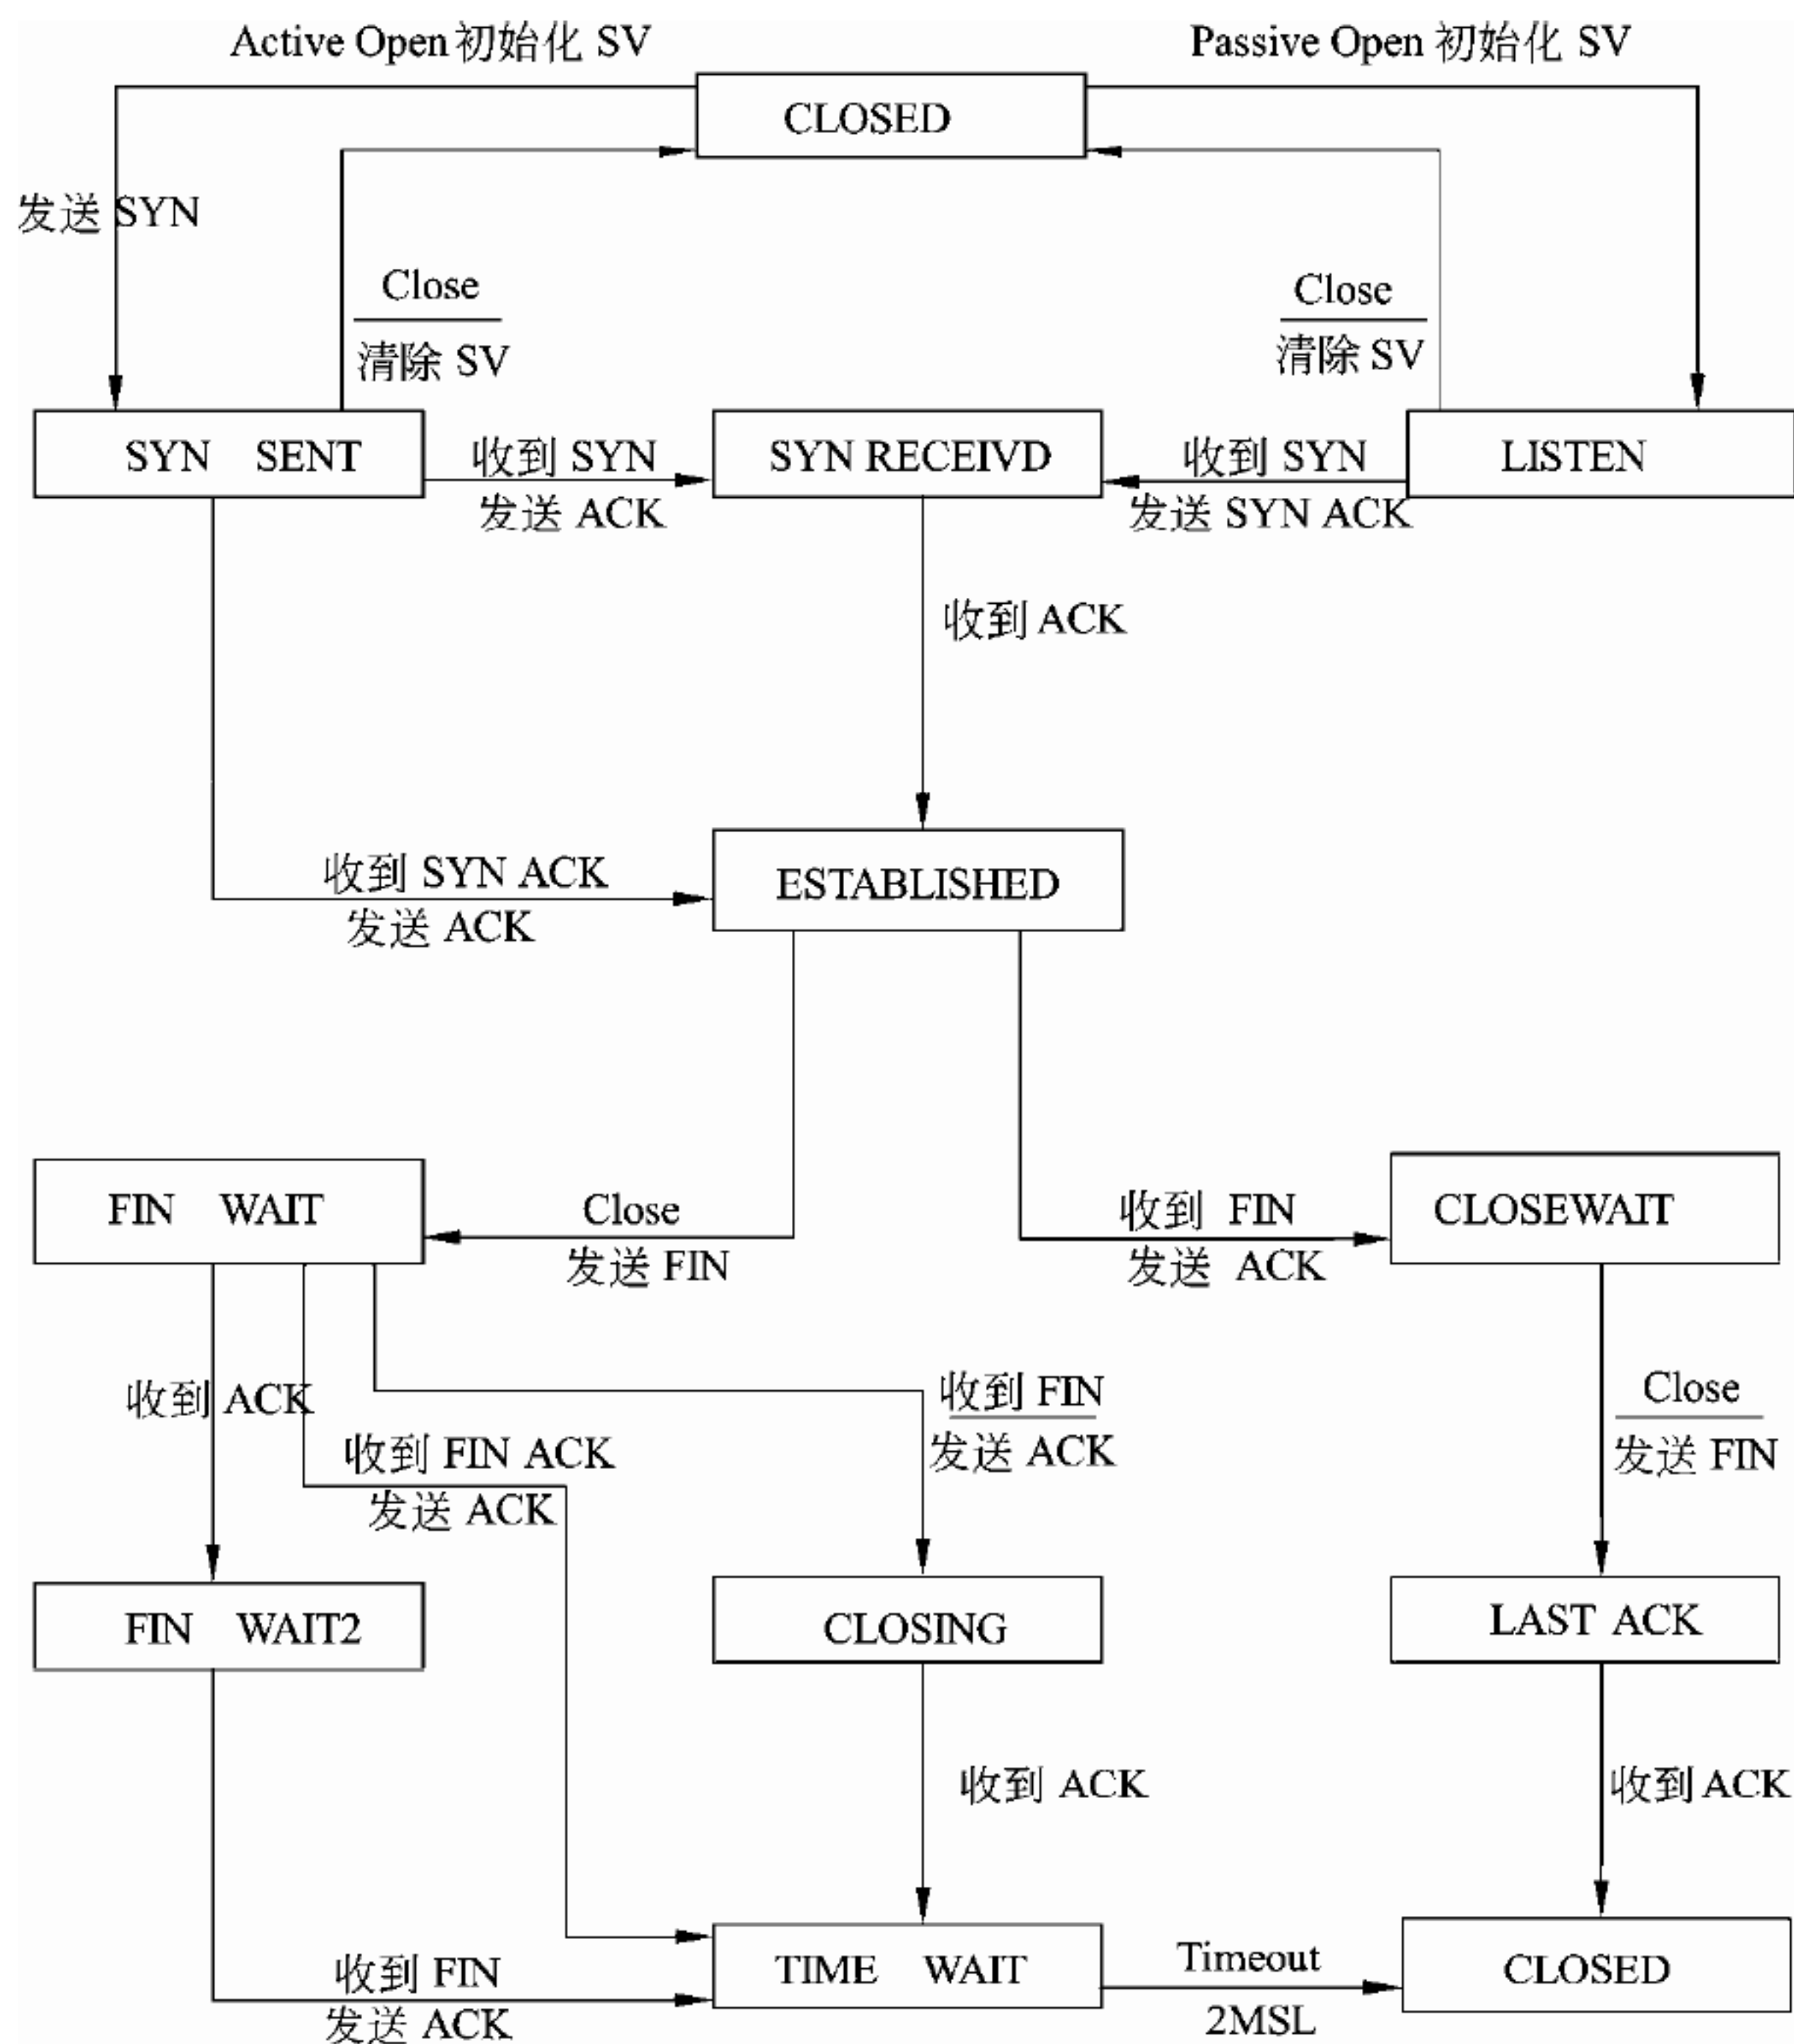 Active Open 初始化 SV
Passive Open 初始化 SV
CLOSED
发送 SYN
Close
清除 SV
Close
清除 SV
SYN SENT
收到 SYN
发送 ACK
SYN RECEIVD
收到 SYN
发送 SYN ACK
LISTEN
收到 ACK
收到 SYN ACK
发送 ACK
ESTABLISHED
FIN WAIT
Close
发送 FIN
收到 FIN
发送 ACK
CLOSEWAIT
收到 ACK
收到 FIN ACK
发送 ACK
收到 FIN
发送 ACK
Close
发送 FIN
FIN WAIT2
CLOSING
LAST ACK
收到 ACK
收到 ACK
收到 FIN
发送 ACK
TIME WAIT
Timeout
2MSL
CLOSED